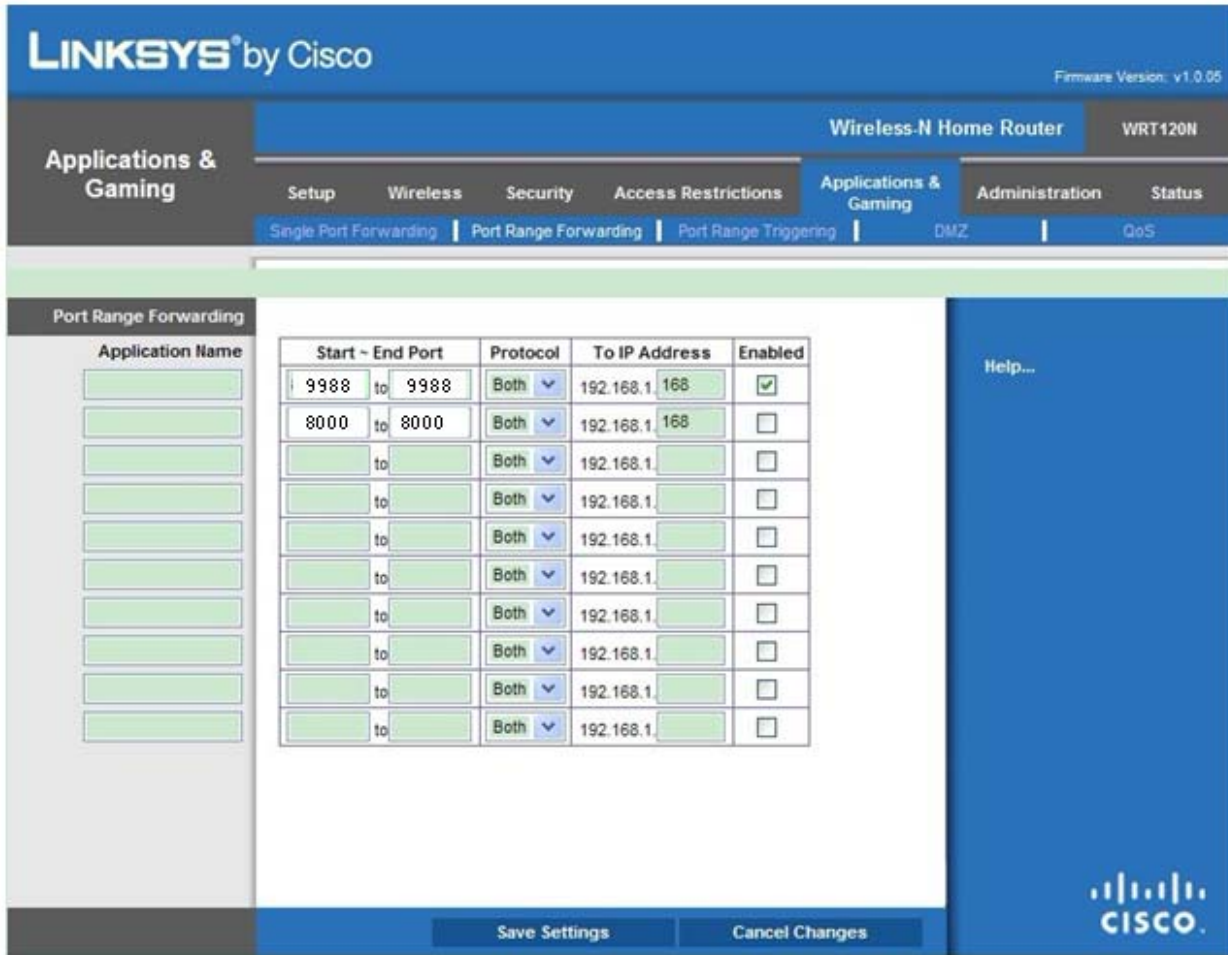 LINKSYS® by Cisco
Firmware Version: v1.0.05
Wireless-N Home Router WRT120N
Applications & Gaming
Setup Wireless Security Access Restrictions Applications & Gaming Administration Status
Single Port Forwarding Port Range Forwarding Port Range Triggering DMZ QoS
Port Range Forwarding
Application Name Start ~ End Port Protocol To IP Address Enabled
Help...
9988 to 9988 Both 192.168.1. 168
8000 to 8000 Both 192.168.1. 168
to Both 192.168.1.
to Both 192.168.1.
to Both 192.168.1.
to Both 192.168.1.
to Both 192.168.1.
to Both 192.168.1.
to Both 192.168.1.
to Both 192.168.1.
Save Settings Cancel Changes
CISCO.